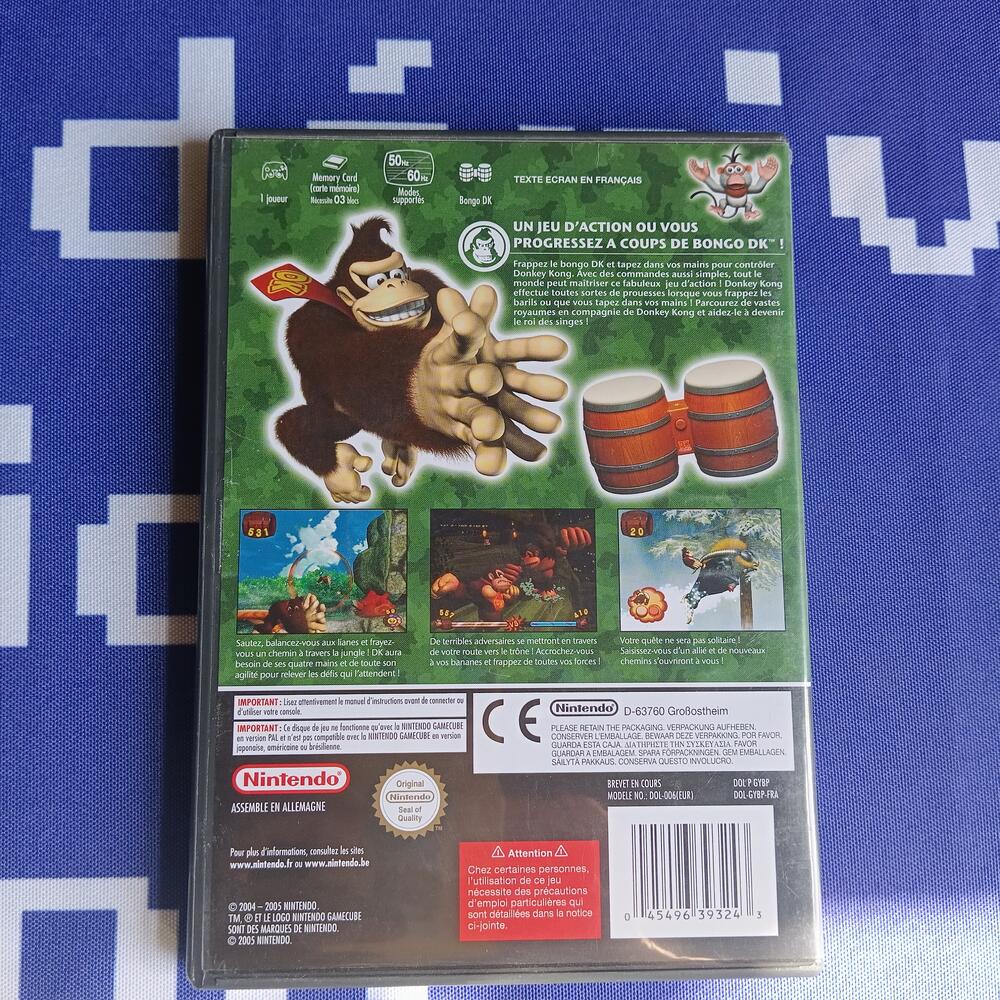 1 joueur
Memory Card
(carte mémoire)
Nécessite 03 blocs
50Hz
60Hz
Modes
supportés
Bongo DK
TEXTE ECRAN EN FRANÇAIS
UN JEU D'ACTION OU VOUS
PROGRESSEZ A COUPS DE BONGO DK™ !
Frappez le bongo DK et tapez dans vos mains pour contrôler
Donkey Kong. Avec des commandes aussi simples, tout le
monde peut maîtriser ce fabuleux jeu d'action ! Donkey Kong
effectue toutes sortes de prouesses lorsque vous frappez les
barils ou que vous tapez dans vos mains ! Parcourez de vastes
royaumes en compagnie de Donkey Kong et aidez-le à devenir
le roi des singes !
DK
531
50
557
VS
410
20
Sautez, balancez-vous aux lianes et frayez-
vous un chemin à travers la jungle ! DK aura
besoin de ses quatre mains et de toute son
agilité pour relever les défis qui l'attendent !
De terribles adversaires se mettront en travers
de votre route vers le trône ! Accrochez-vous
à vos bananes et frappez de toutes vos forces !
Votre quête ne sera pas solitaire !
Saisissez-vous d'un allié et de nouveaux
chemins s'ouvriront à vous !
IMPORTANT : Lisez attentivement le manuel d'instructions avant de connecter ou
d'utiliser votre console.
IMPORTANT : Ce disque de jeu ne fonctionne qu'avec la NINTENDO GAMECUBE
en version PAL et n'est pas compatible avec la NINTENDO GAMECUBE en version
japonaise, américaine ou brésilienne.
CE
Nintendo D-63760 Großostheim
PLEASE RETAIN THE PACKAGING. VERPACKUNG AUFHEBEN.
CONSERVER L'EMBALLAGE. BEWAAR DEZE VERPAKKING. POR FAVOR,
GUARDA ESTA CAJA. ΔΙΑΤΗΡΗΣΤΕ ΤΗΝ ΣΥΣΚΕΥΑΣΙΑ. FAVOR
GUARDAR A EMBALAGEM. SPARA FÖRPACKNINGEN. GEM EMBALLAGEN.
SÄILYTÄ PAKKAUS. CONSERVA QUESTO INVOLUCRO.
Nintendo®
ASSEMBLE EN ALLEMAGNE
Original
Nintendo
Seal of
Quality
TM
BREVET EN COURS
MODELE NO.: DOL-006(EUR)
DOL P GYBP
DOL-GYBP-FRA
Pour plus d'informations, consultez les sites
www.nintendo.fr ou www.nintendo.be
Attention
Chez certaines personnes,
l'utilisation de ce jeu
nécessite des précautions
d'emploi particulières qui
sont détaillées dans la notice
ci-jointe.
0 45496 39324 3
© 2004 – 2005 NINTENDO.
TM, ® ET LE LOGO NINTENDO GAMECUBE
SONT DES MARQUES DE NINTENDO.
© 2005 NINTENDO.